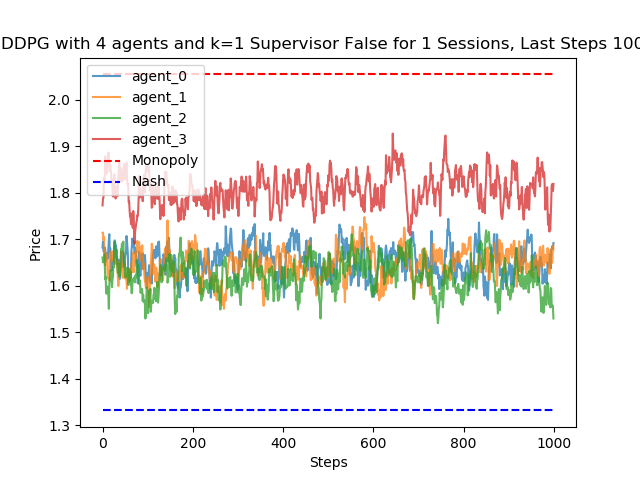 DDPG with 4 agents and k=1 Supervisor False for 1 Sessions, Last Steps 100
agent_0
agent_1
agent_2
agent_3
Monopoly
Nash
2.0
1.9
1.8
1.7
1.6
1.5
1.4
1.3
Price
0
200
400
600
800
1000
Steps